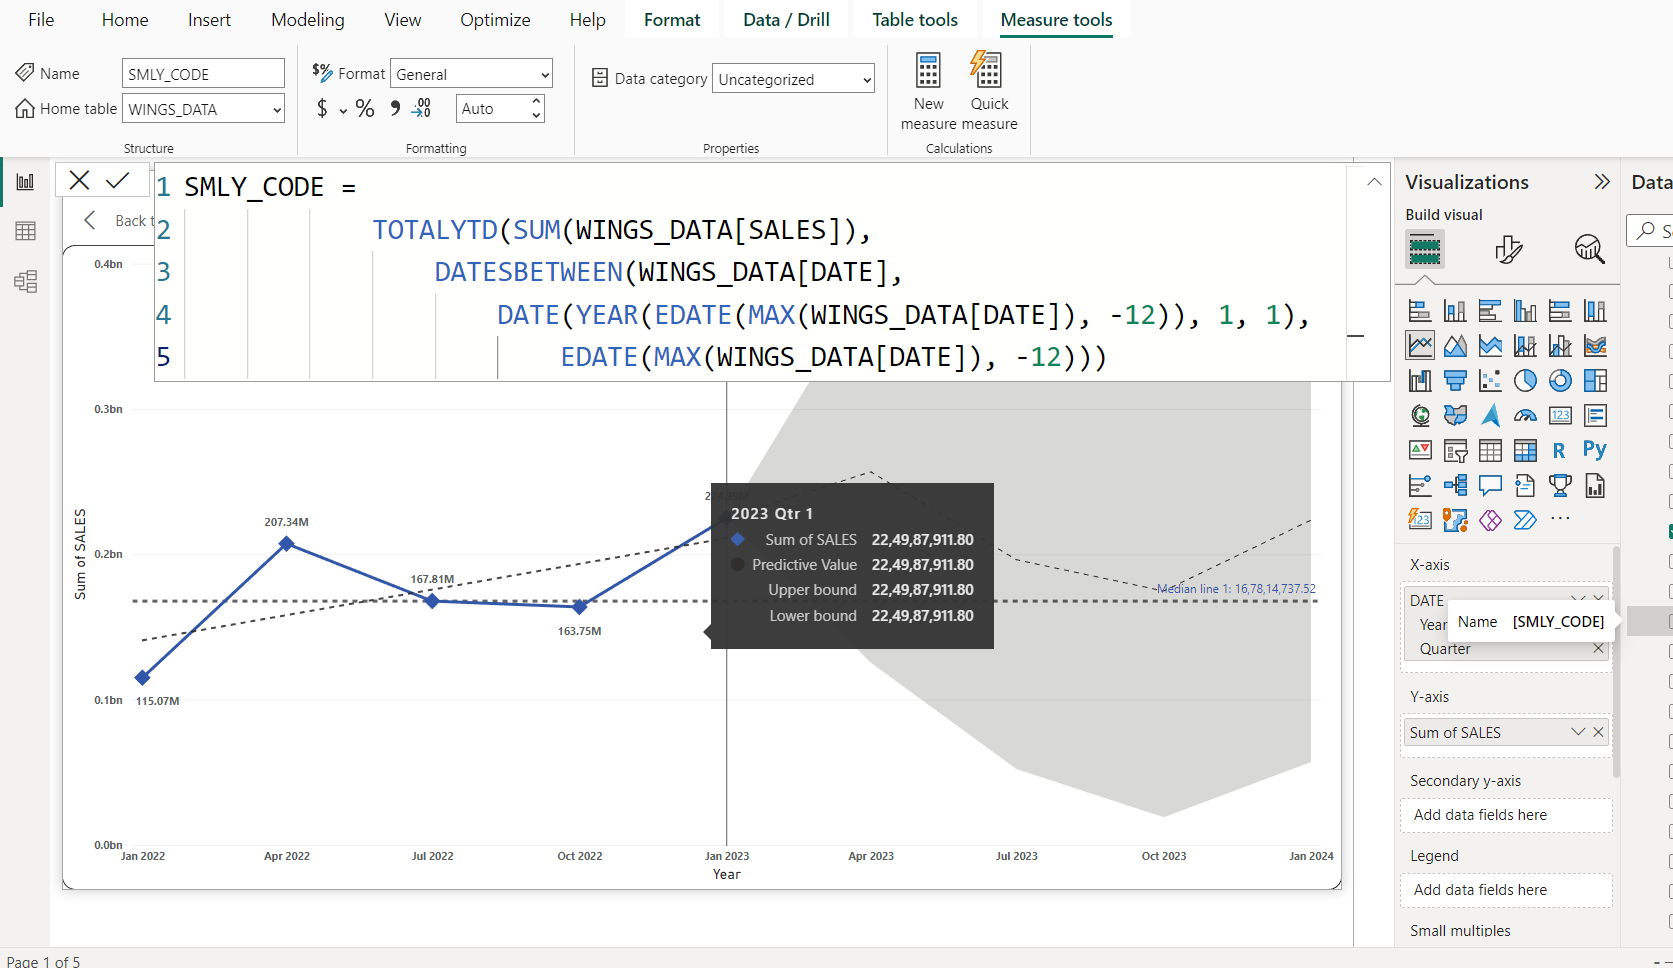 File Home Insert Modeling View Optimize Help Format Data / Drill Table tools Measure tools
Name SMLY_CODE
Home table WINGS_DATA
Structure
Format General
$ % Auto
Formatting
Data category Uncategorized
Properties
New measure
Quick measure
Calculations
1 SMLY_CODE =
2 TOTALYTD(SUM(WINGS_DATA[SALES]),
3 DATESBETWEEN(WINGS_DATA[DATE],
4 DATE(YEAR(EDATE(MAX(WINGS_DATA[DATE]), -12)), 1, 1),
5 EDATE(MAX(WINGS_DATA[DATE]), -12)))
Back t
0.4bn
0.3bn
0.2bn
0.1bn
0.0bn
Sum of SALES
207.34M
167.81M
163.75M
115.07M
2023 Qtr 1
Sum of SALES 22,49,87,911.80
Predictive Value 22,49,87,911.80
Upper bound 22,49,87,911.80
Lower bound 22,49,87,911.80
Median line 1: 16,78,14,737.52
Jan 2022 Apr 2022 Jul 2022 Oct 2022 Jan 2023 Apr 2023 Jul 2023 Oct 2023 Jan 2024
Year
Visualizations
Build visual
123
R Py
123
X-axis
DATE
Year
Quarter
Name [SMLY_CODE]
Y-axis
Sum of SALES
Secondary y-axis
Add data fields here
Legend
Add data fields here
Small multiples
Data
Page 1 of 5